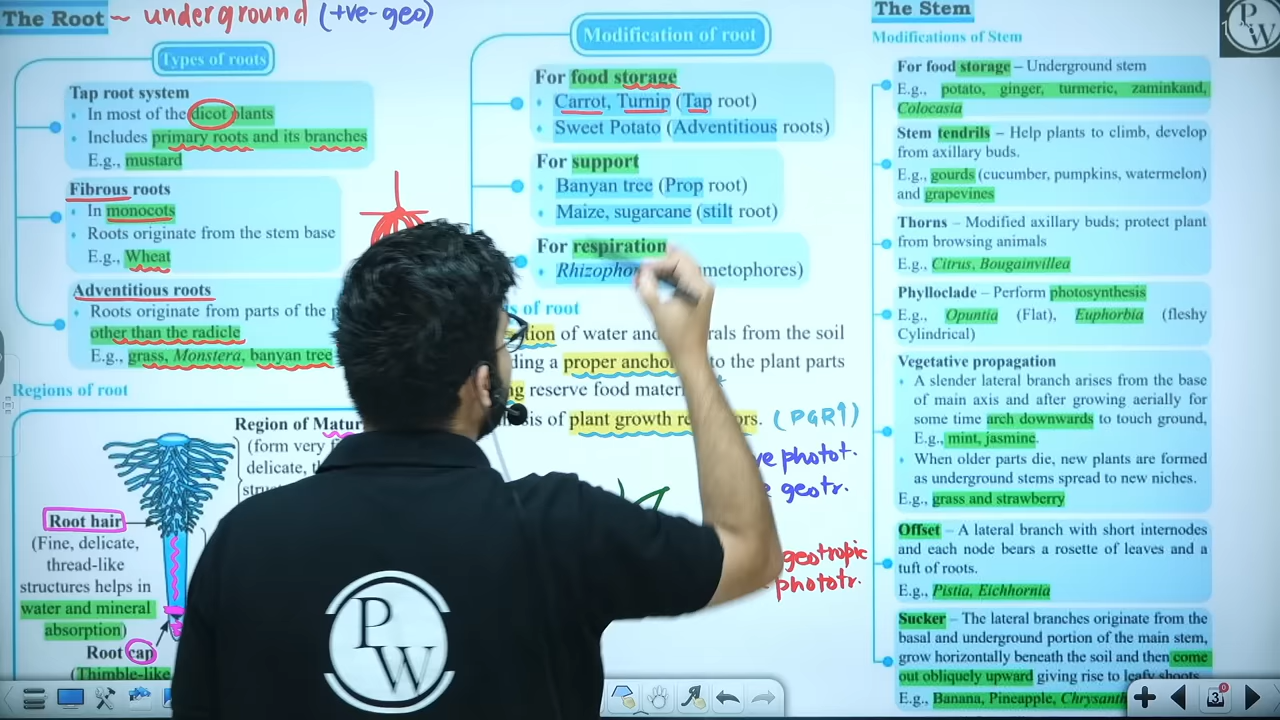 The Root ~ underground (+ve-geo)
Types of roots
Tap root system
In most of the dicot plants
Includes primary roots and its branches
E.g., mustard
Fibrous roots
In monocots
Roots originate from the stem base
E.g., Wheat
Adventitious roots
Roots originate from parts of the
other than the radicle
E.g., grass, Monstera, banyan tree
Regions of root
Region of Matur
(form very
delicate,
Root hair
(Fine, delicate,
thread-like
structures helps in
water and mineral
absorption)
Root cap
(Thimble-like
Modification of root
For food storage
Carrot, Turnip (Tap root)
Sweet Potato (Adventitious roots)
For support
Banyan tree (Prop root)
Maize, sugarcane (stilt root)
For respiration
Rhizophor metophores)
of root
tion of water and rals from the soil
ding a proper anchor to the plant parts
ng reserve food mater
sis of plant growth re ors. (PGR↑)
ve phot.
geotr.
geotropic
phototr.
The Stem
Modifications of Stem
For food storage – Underground stem
E.g., potato, ginger, turmeric, zaminkand,
Colocasia
Stem tendrils – Help plants to climb, develop
from axillary buds.
E.g., gourds (cucumber, pumpkins, watermelon)
and grapevines
Thorns – Modified axillary buds; protect plant
from browsing animals
E.g., Citrus, Bougainvillea
Phylloclade – Perform photosynthesis
E.g., Opuntia (Flat), Euphorbia (fleshy
Cylindrical)
Vegetative propagation
A slender lateral branch arises from the base
of main axis and after growing aerially for
some time arch downwards to touch ground,
E.g., mint, jasmine.
When older parts die, new plants are formed
as underground stems spread to new niches.
E.g., grass and strawberry
Offset – A lateral branch with short internodes
and each node bears a rosette of leaves and a
tuft of roots.
E.g., Pistia, Eichhornia
Sucker – The lateral branches originate from the
basal and underground portion of the main stem,
grow horizontally beneath the soil and then come
out obliquely upward giving rise to leafy shoots.
E.g., Banana, Pineapple, Chrysanth
PW
PW
3
0